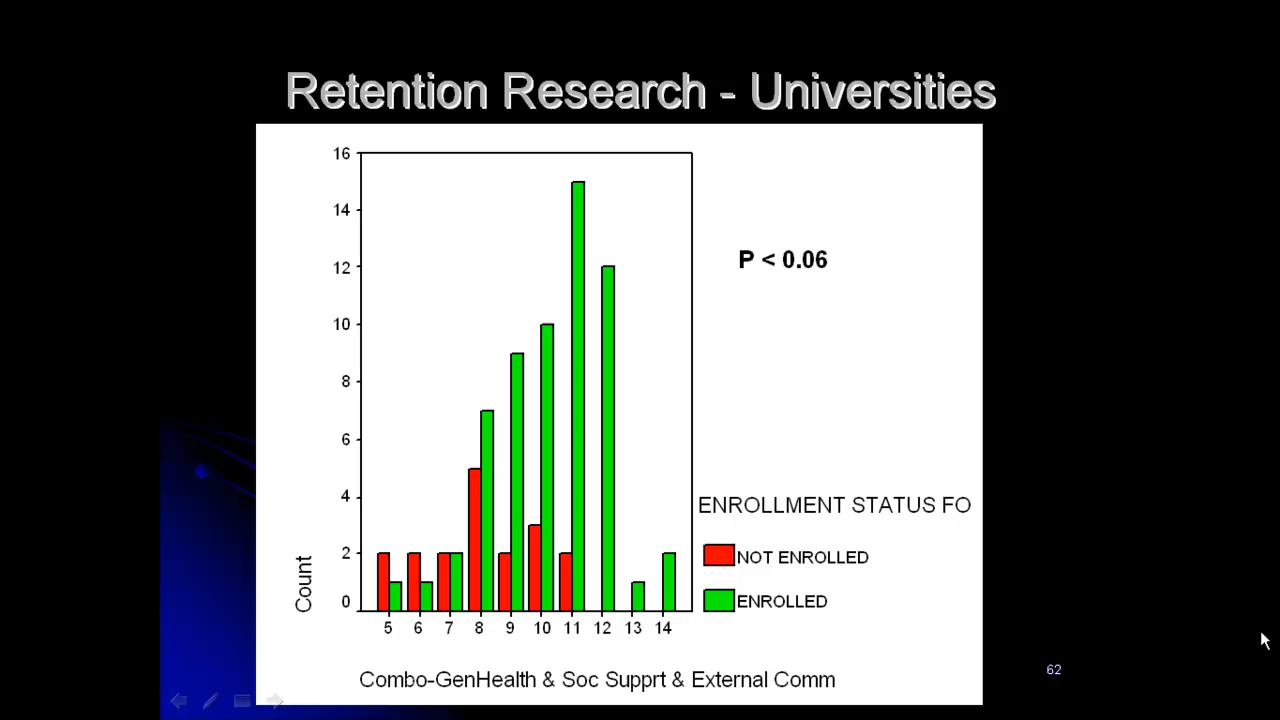 Retention Research - Universities
16
14
12
10
8
6
4
2
0
Count
5 6 7 8 9 10 11 12 13 14
Combo-GenHealth & Soc Supprt & External Comm
P < 0.06
ENROLLMENT STATUS FO
NOT ENROLLED
ENROLLED
62